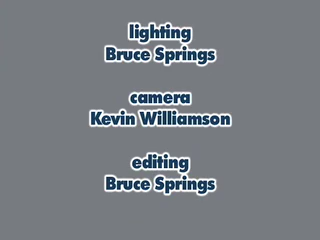 lighting
Bruce Springs
camera
Kevin Williamson
editing
Bruce Springs